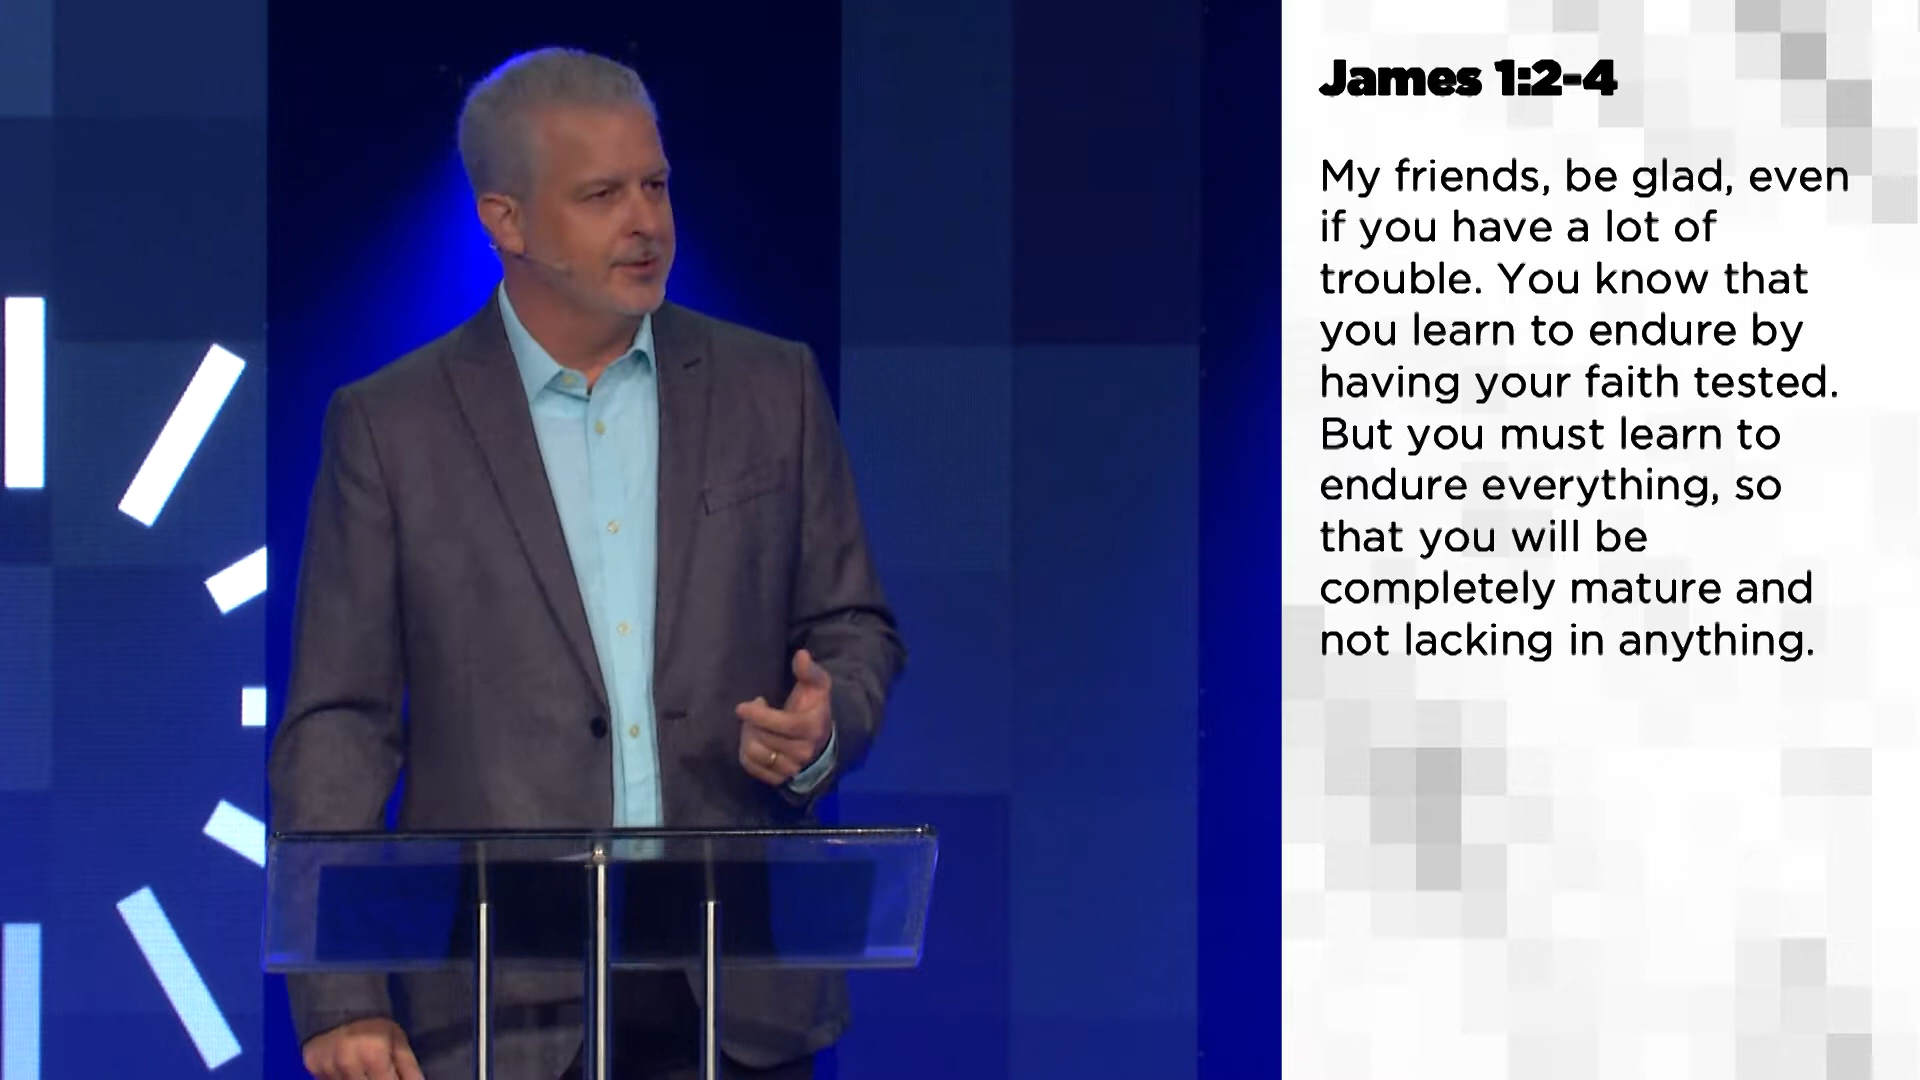 James 1:2-4
My friends, be glad, even
if you have a lot of
trouble. You know that
you learn to endure by
having your faith tested.
But you must learn to
endure everything, so
that you will be
completely mature and
not lacking in anything.